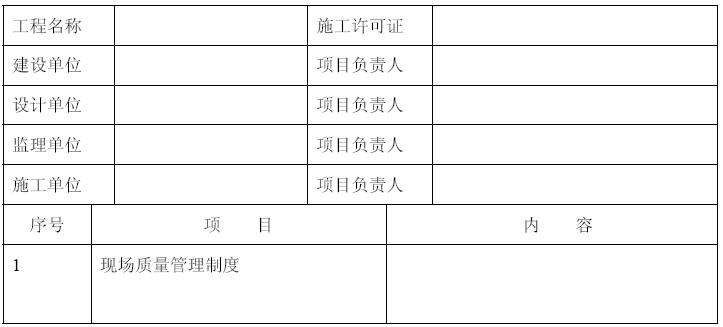 工程名称 施工许可证
建设单位 项目负责人
设计单位 项目负责人
监理单位 项目负责人
施工单位 项目负责人
序号 项 目 内 容
1 现场质量管理制度